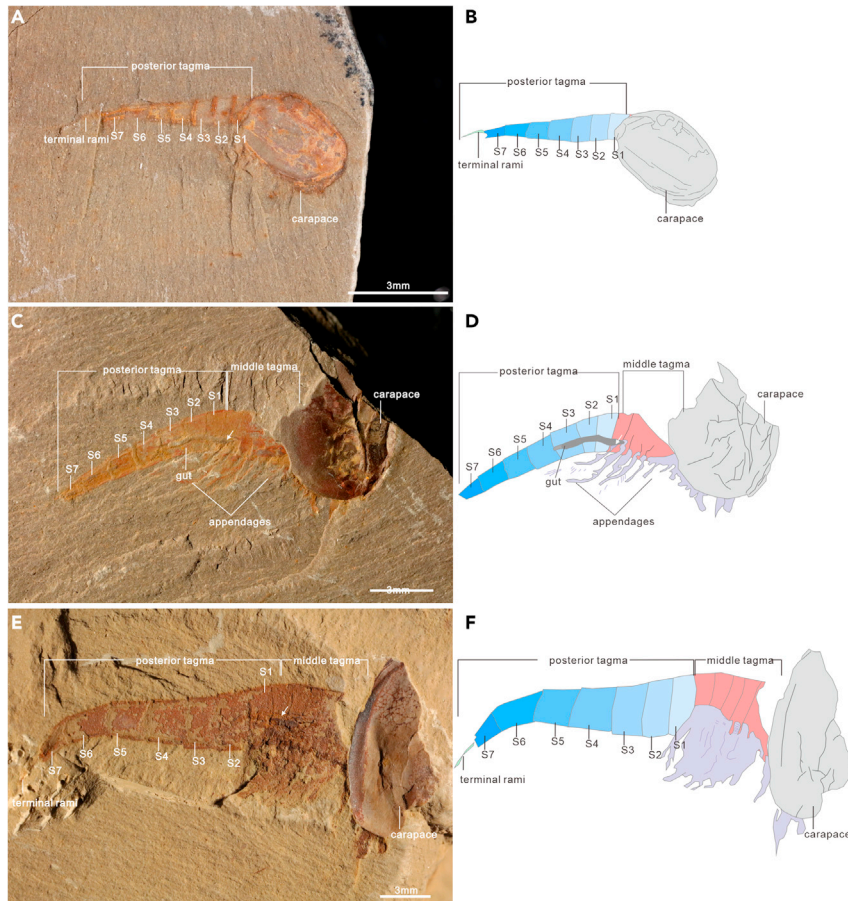 A
posterior tagma
S7
S6
S5
S4
S3
S2
S1
terminal rami
carapace
3mm
B
posterior tagma
S7
S6
S5
S4
S3
S2
S1
terminal rami
carapace
C
posterior tagma
middle tagma
S1
S2
S3
S4
S5
S6
S7
carapace
gut
appendages
3mm
D
middle tagma
posterior tagma
carapace
S1
S2
S3
S4
S5
S6
S7
gut
appendages
E
posterior tagma
middle tagma
S1
S2
S3
S4
S5
S6
S7
terminal rami
carapace
3mm
F
posterior tagma
middle tagma
S1
S2
S3
S4
S5
S6
S7
terminal rami
carapace